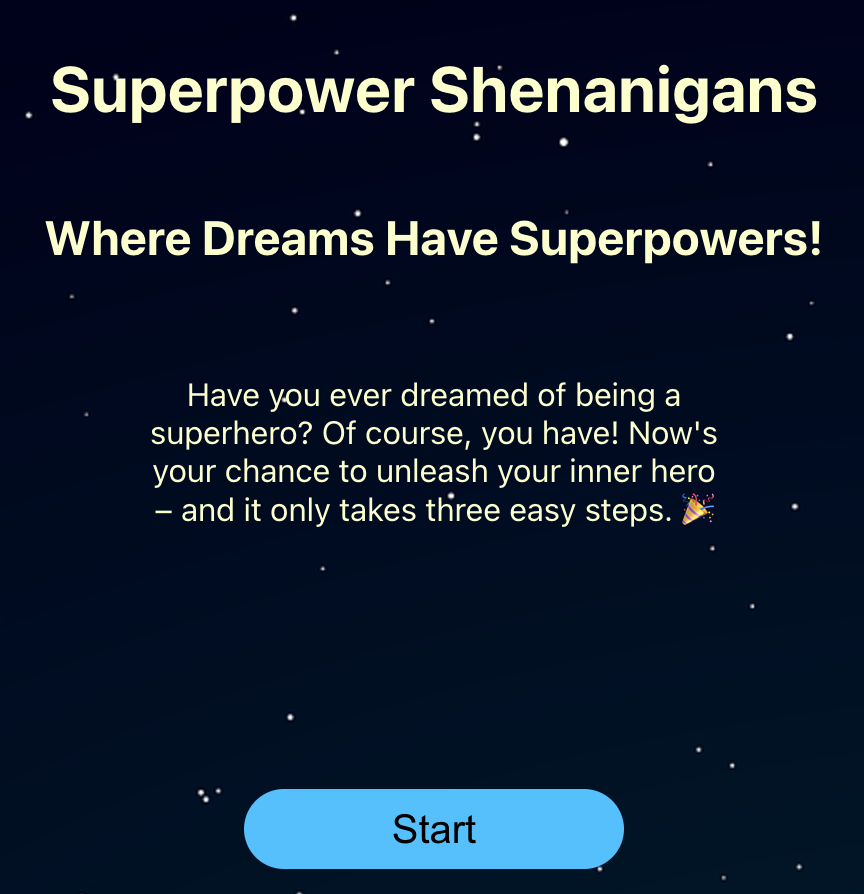 Superpower Shenanigans
Where Dreams Have Superpowers!
Have you ever dreamed of being a
superhero? Of course, you have! Now's
your chance to unleash your inner hero
– and it only takes three easy steps. 🎉
Start